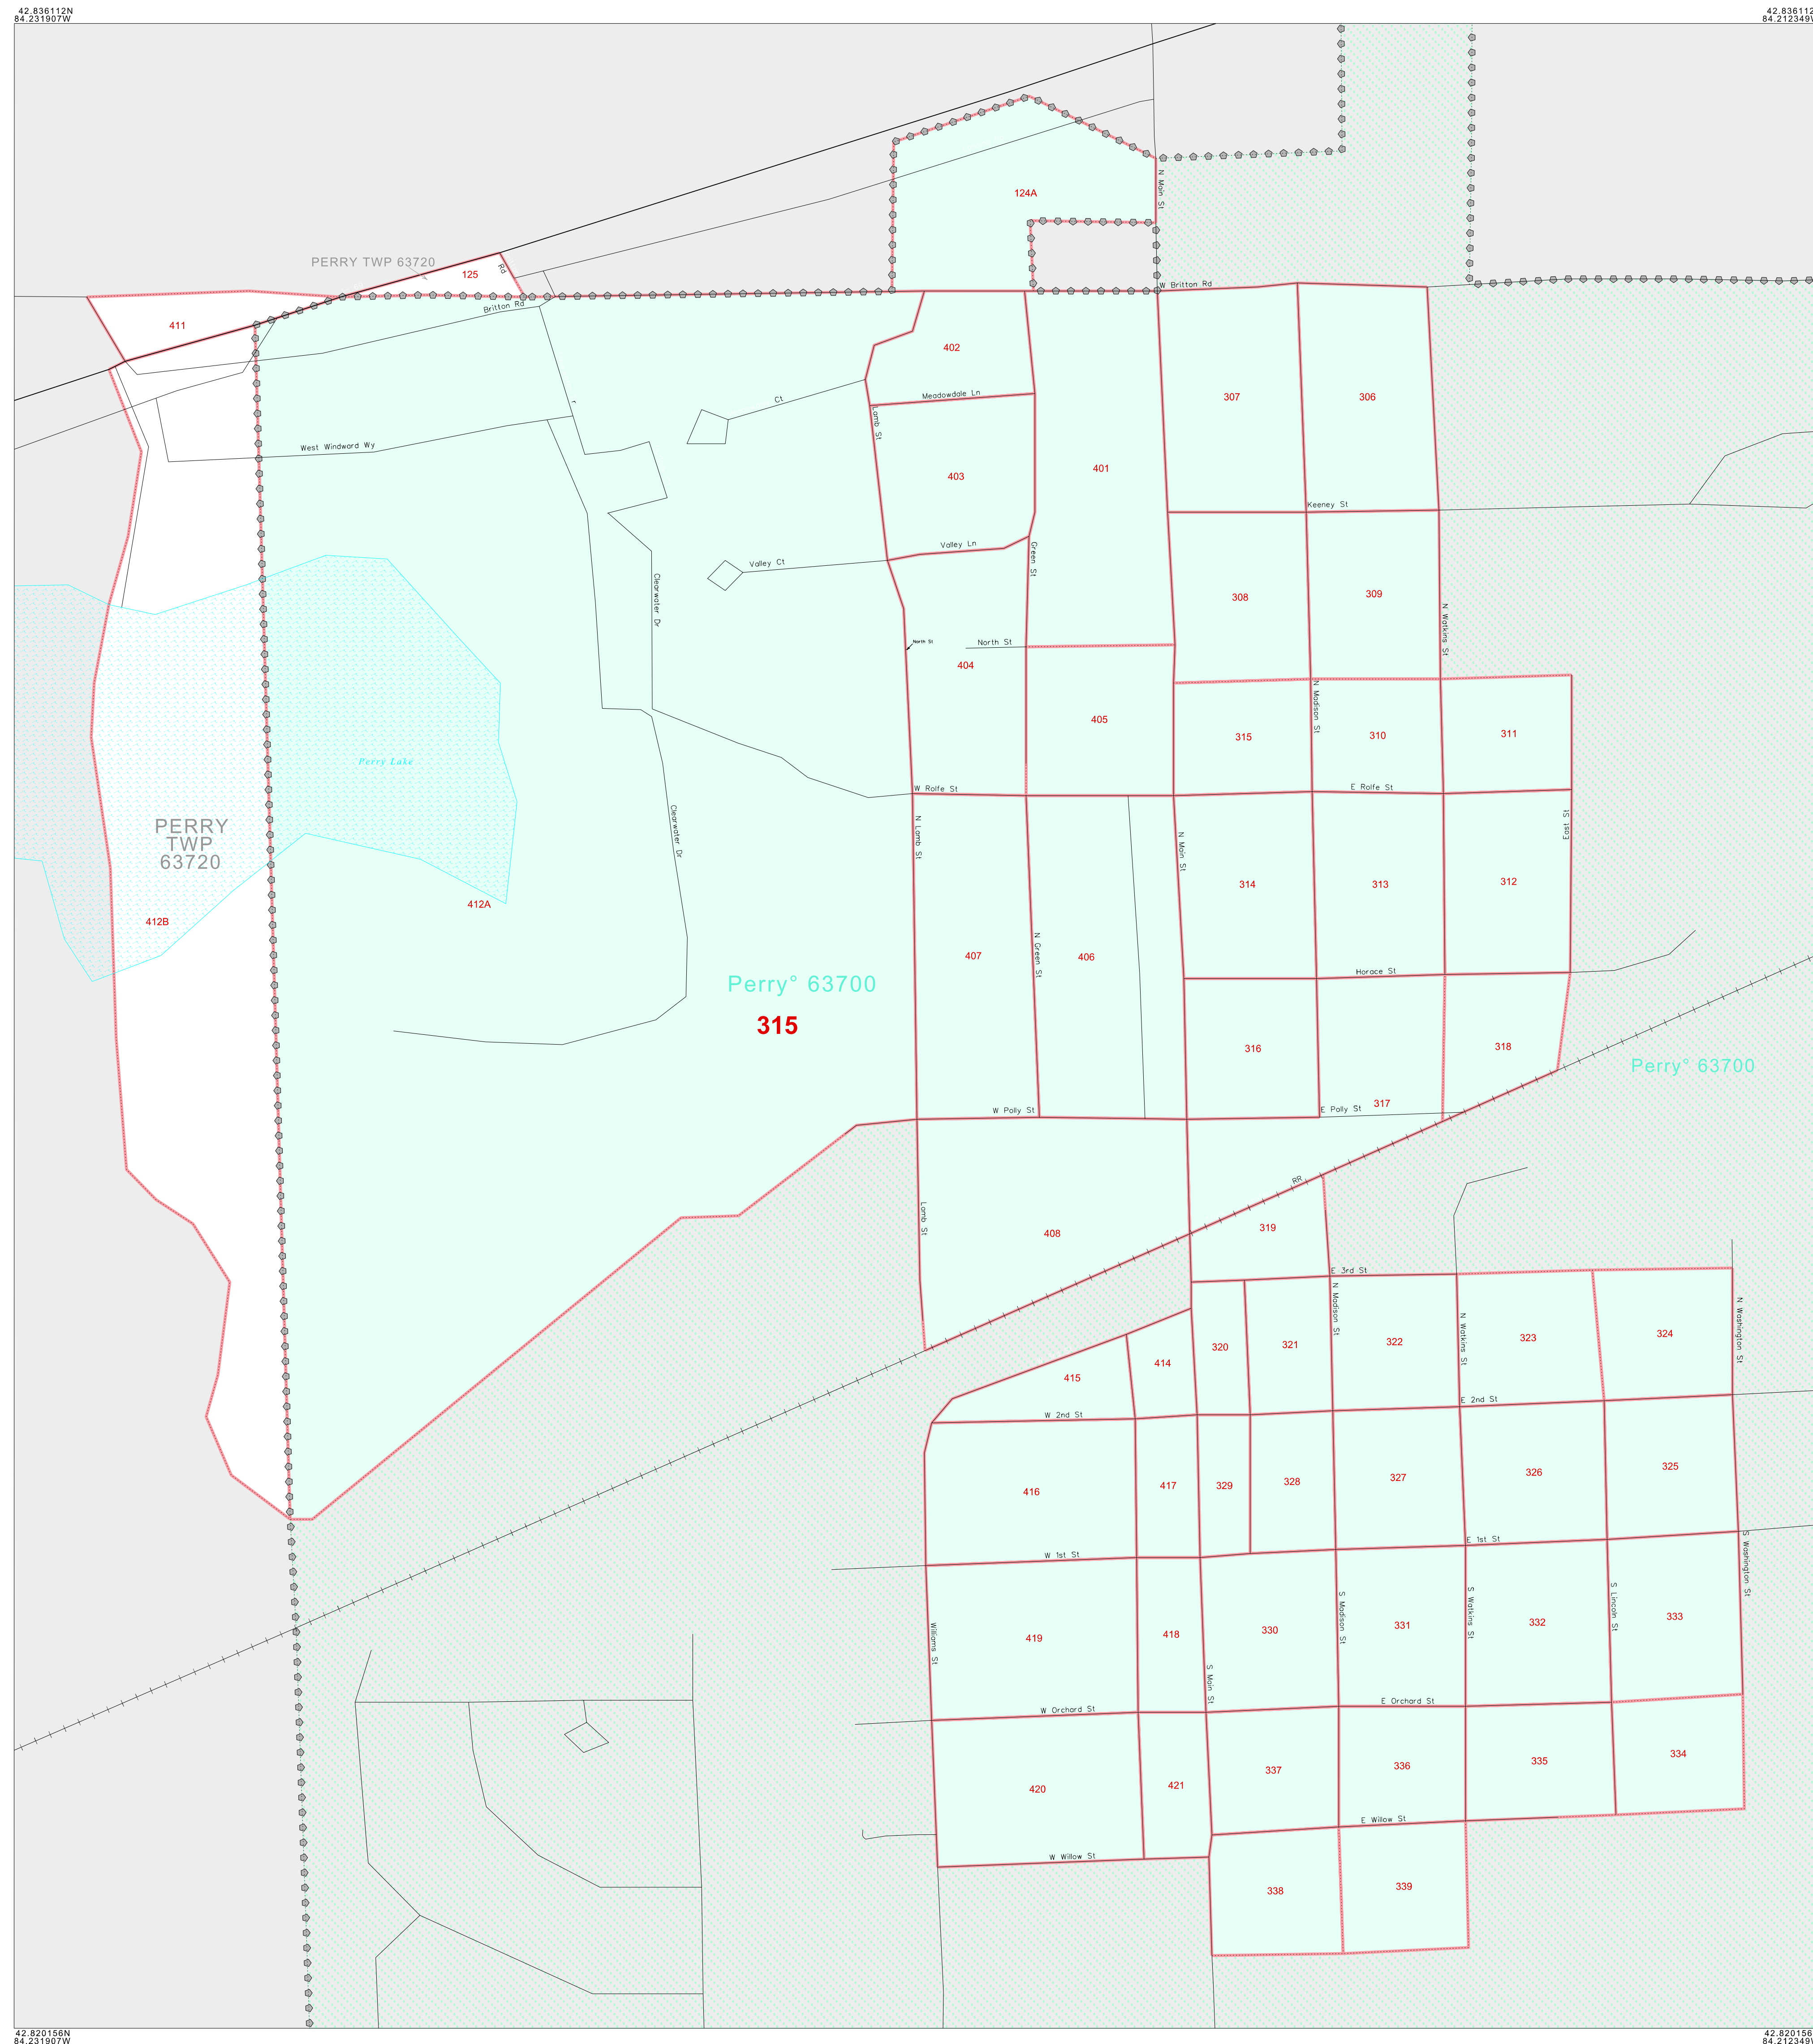 42.836112N
84.231907W
42.836112
84.212349W
124A
N Main St
PERRY TWP 63720
125
Rd
W Britton Rd
Britton Rd
411
402
Meadowdale Ln
Ct
Lamb St
307
306
West Windward Wy
403
401
Keeney St
Valley Ln
Green St
Valley Ct
Clearwater Dr
308
309
N Watkins St
North St
North St
404
N Madison St
405
315
310
311
Perry Lake
W Rolfe St
E Rolfe St
East St
N Lamb St
Clearwater Dr
N Main St
PERRY
TWP
63720
314
313
312
412A
412B
407
N Green St
406
Horace St
Perry° 63700
315
316
318
Perry° 63700
317
W Polly St
E Polly St
RR
Lamb St
408
319
E 3rd St
N Madison St
N Watkins St
N Washington St
320
321
322
323
324
414
415
W 2nd St
E 2nd St
416
417
329
328
327
326
325
W 1st St
E 1st St
S Washington St
Williams St
419
418
330
S Madison St
331
S Watkins St
332
S Lincoln St
333
S Main St
W Orchard St
E Orchard St
420
421
337
336
335
334
E Willow St
W Willow St
338
339
42.820156N
84.231907W
42.820156
84.212349W